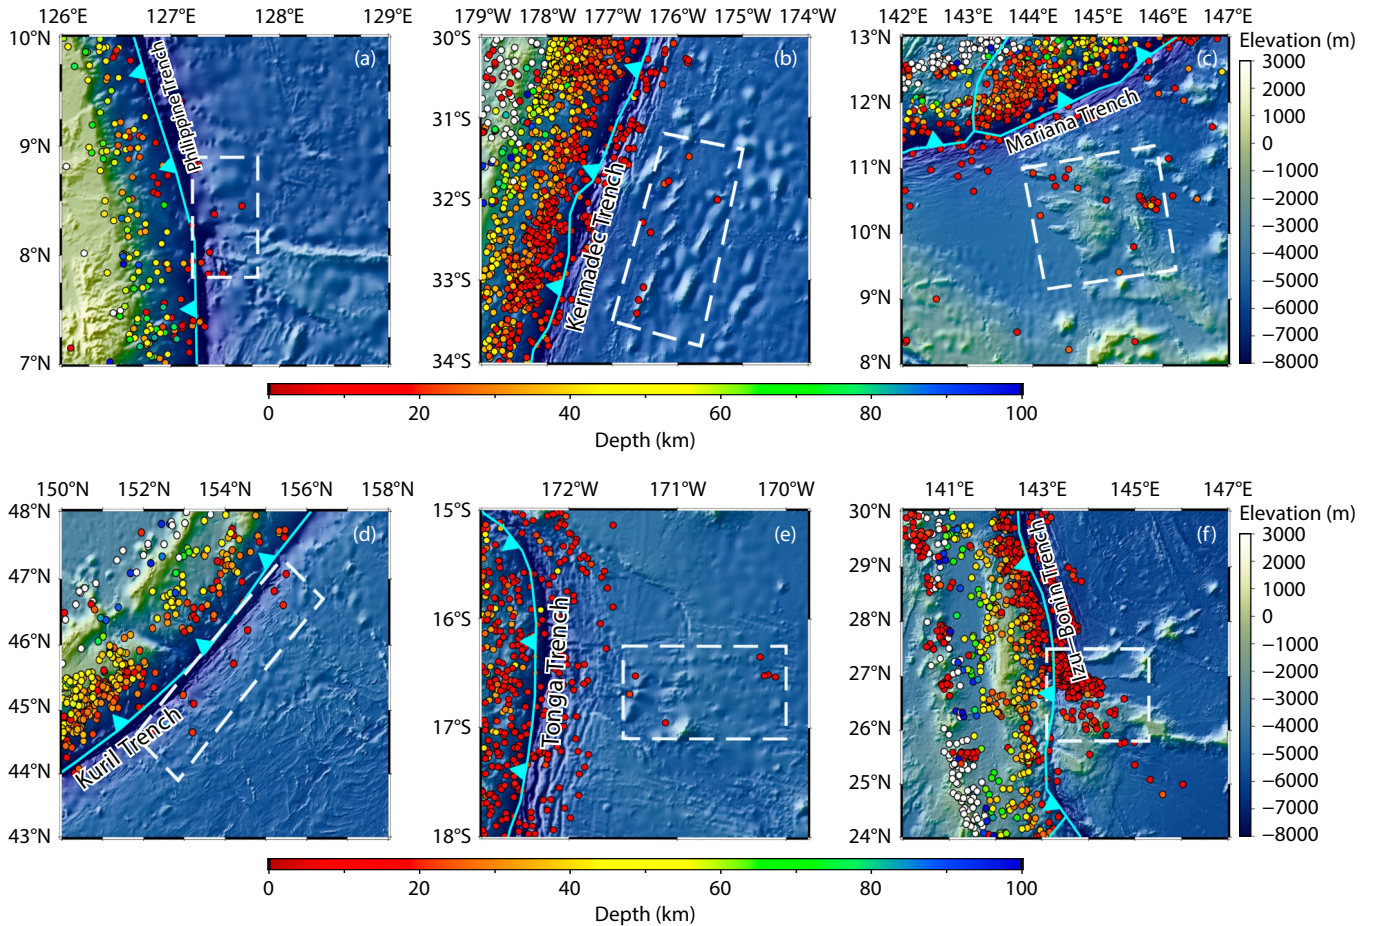 126°E 127°E 128°E 129°E
179°W 178°W 177°W 176°W 175°W 174°W
142°E 143°E 144°E 145°E 146°E 147°E
10°N
9°N
8°N
7°N
Philippine Trench
(a)
30°S
31°S
32°S
33°S
34°S
Kermadec Trench
(b)
13°N
12°N
11°N
10°N
9°N
8°N
Mariana Trench
(c)
Elevation (m)
3000
2000
1000
0
−1000
−2000
−3000
−4000
−5000
−6000
−7000
−8000
0 20 40 60 80 100
Depth (km)
150°N 152°N 154°N 156°N 158°N
172°W 171°W 170°W
141°E 143°E 145°E 147°E
48°N
47°N
46°N
45°N
44°N
43°N
Kuril Trench
(d)
15°S
16°S
17°S
18°S
Tonga Trench
(e)
30°N
29°N
28°N
27°N
26°N
25°N
24°N
Izu−Bonin Trench
(f)
Elevation (m)
3000
2000
1000
0
−1000
−2000
−3000
−4000
−5000
−6000
−7000
−8000
0 20 40 60 80 100
Depth (km)